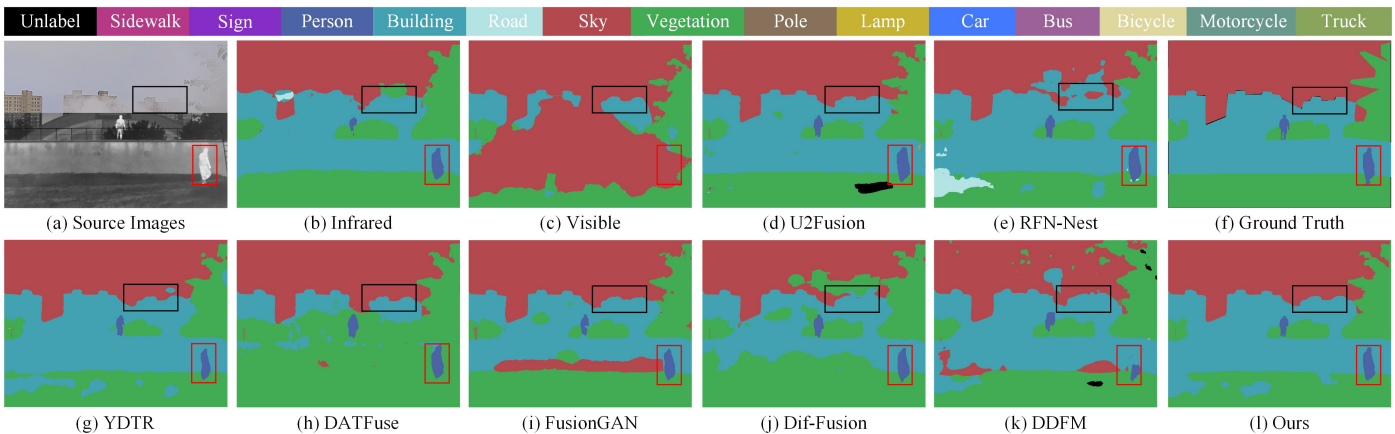 Unlabel Sidewalk Sign Person Building Road Sky Vegetation Pole Lamp Car Bus Bicycle Motorcycle Truck
(a) Source Images (b) Infrared (c) Visible (d) U2Fusion (e) RFN-Nest (f) Ground Truth
(g) YDTR (h) DATFuse (i) FusionGAN (j) Dif-Fusion (k) DDFM (l) Ours